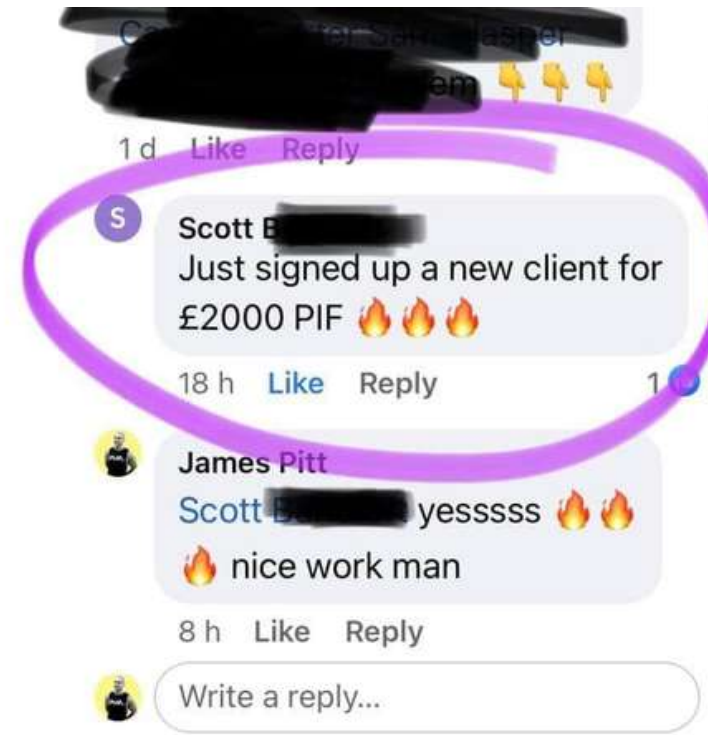 1 d Like Reply
S
Scott
Just signed up a new client for
£2000 PIF 🔥🔥🔥
18 h Like Reply 1
James Pitt
Scott yesssss 🔥🔥
🔥 nice work man
8 h Like Reply
Write a reply...